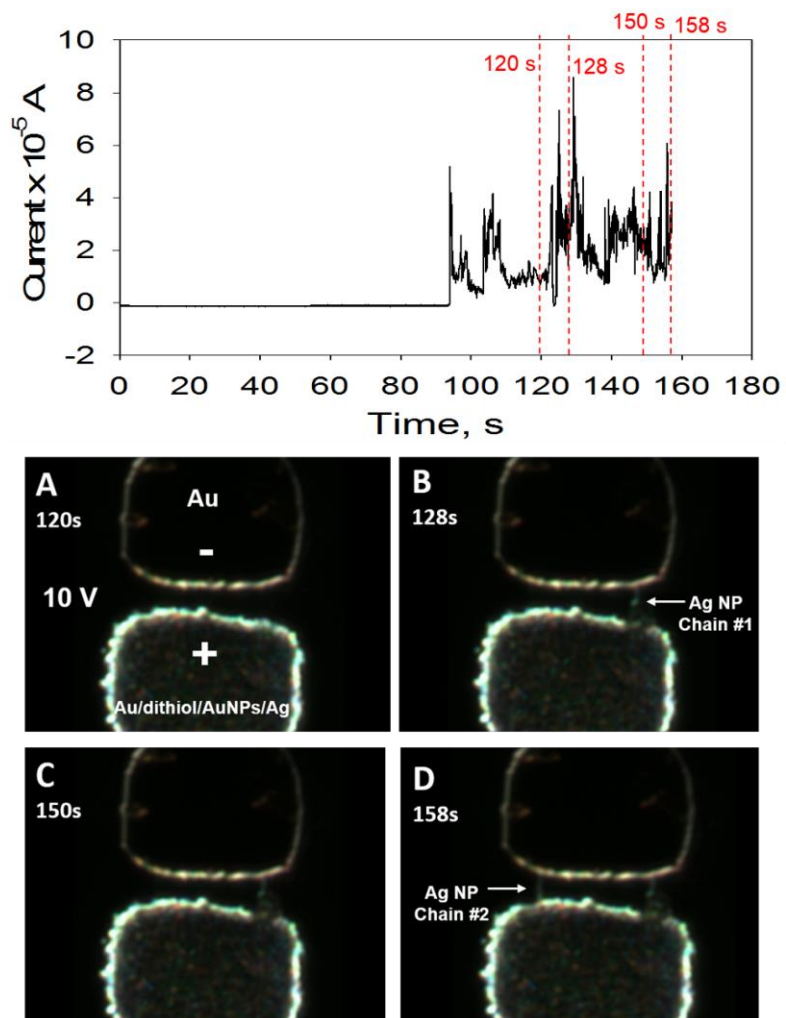 10
8
6
4
2
0
-2
Current x 10^-5 A
120 s
128 s
150 s
158 s
0 20 40 60 80 100 120 140 160 180
Time, s
A
120s
Au
-
10 V
+
Au/dithiol/AuNPs/Ag
B
128s
Ag NP
Chain #1
C
150s
D
158s
Ag NP
Chain #2